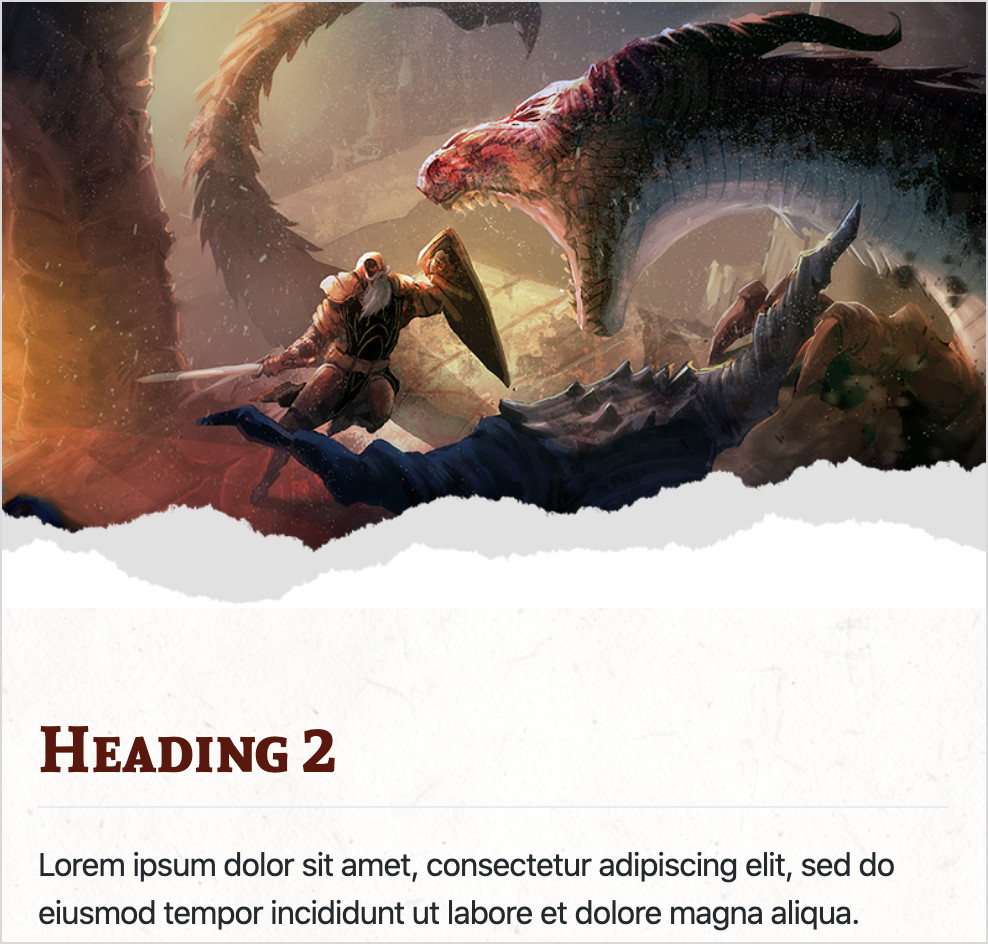 Heading 2
Lorem ipsum dolor sit amet, consectetur adipiscing elit, sed do
eiusmod tempor incididunt ut labore et dolore magna aliqua.